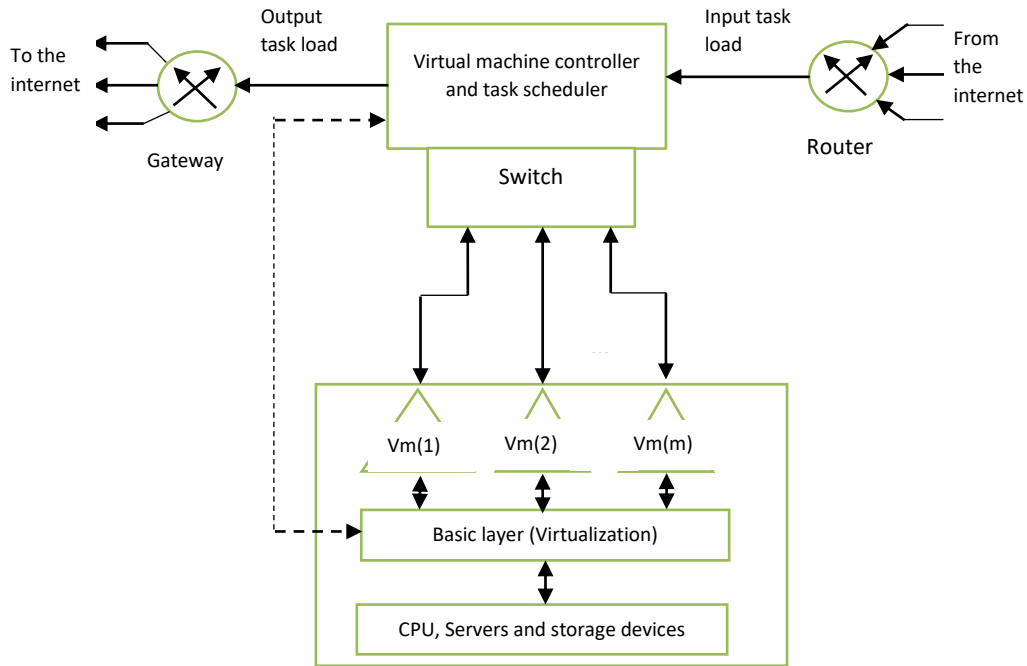 To the
internet
Output
task load
Virtual machine controller
and task scheduler
Input task
load
From
the
internet
Gateway
Router
Switch
...
Vm(1)
Vm(2)
Vm(m)
Basic layer (Virtualization)
CPU, Servers and storage devices